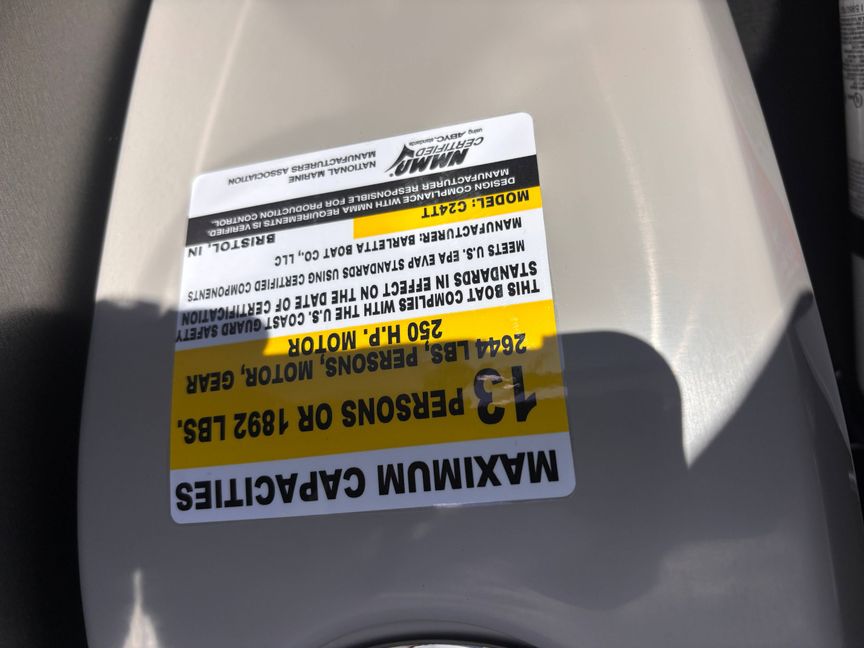 MAXIMUM CAPACITIES
13 PERSONS OR 1892 LBS.
2644 LBS, PERSONS, MOTOR, GEAR
250 H.P. MOTOR
THIS BOAT COMPLIES WITH THE U.S. COAST GUARD SAFETY
STANDARDS IN EFFECT ON THE DATE OF CERTIFICATION
MEETS U.S. EPA EVAP STANDARDS USING CERTIFIED COMPONENTS
MANUFACTURER: BARLETTA BOAT CO., LLC
BRISTOL, IN
MODEL: C24TT
DESIGN COMPLIANCE WITH NMMA REQUIREMENTS IS VERIFIED.
MANUFACTURER RESPONSIBLE FOR PRODUCTION CONTROL.
NMMA
CERTIFIED
using ABYC standards
NATIONAL MARINE
MANUFACTURERS ASSOCIATION